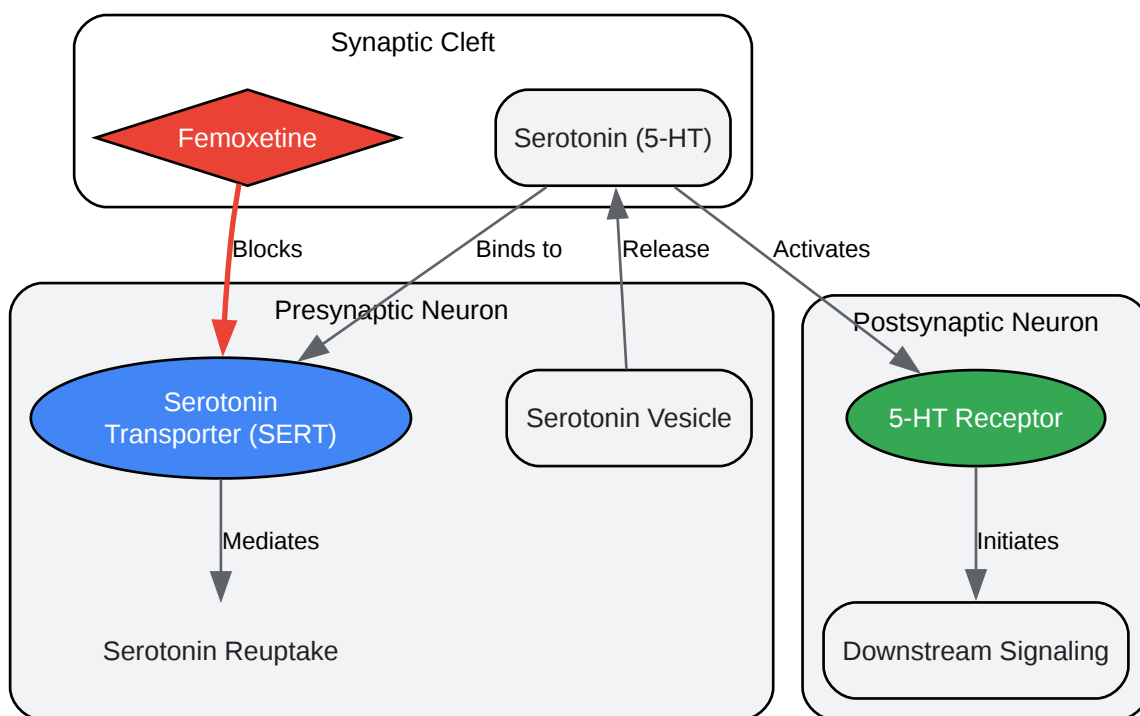 Synaptic Cleft
Femoxetine
Serotonin (5-HT)
Blocks
Binds to
Release
Activates
Presynaptic Neuron
Postsynaptic Neuron
Serotonin
Transporter (SERT)
Serotonin Vesicle
5-HT Receptor
Mediates
Initiates
Serotonin Reuptake
Downstream Signaling